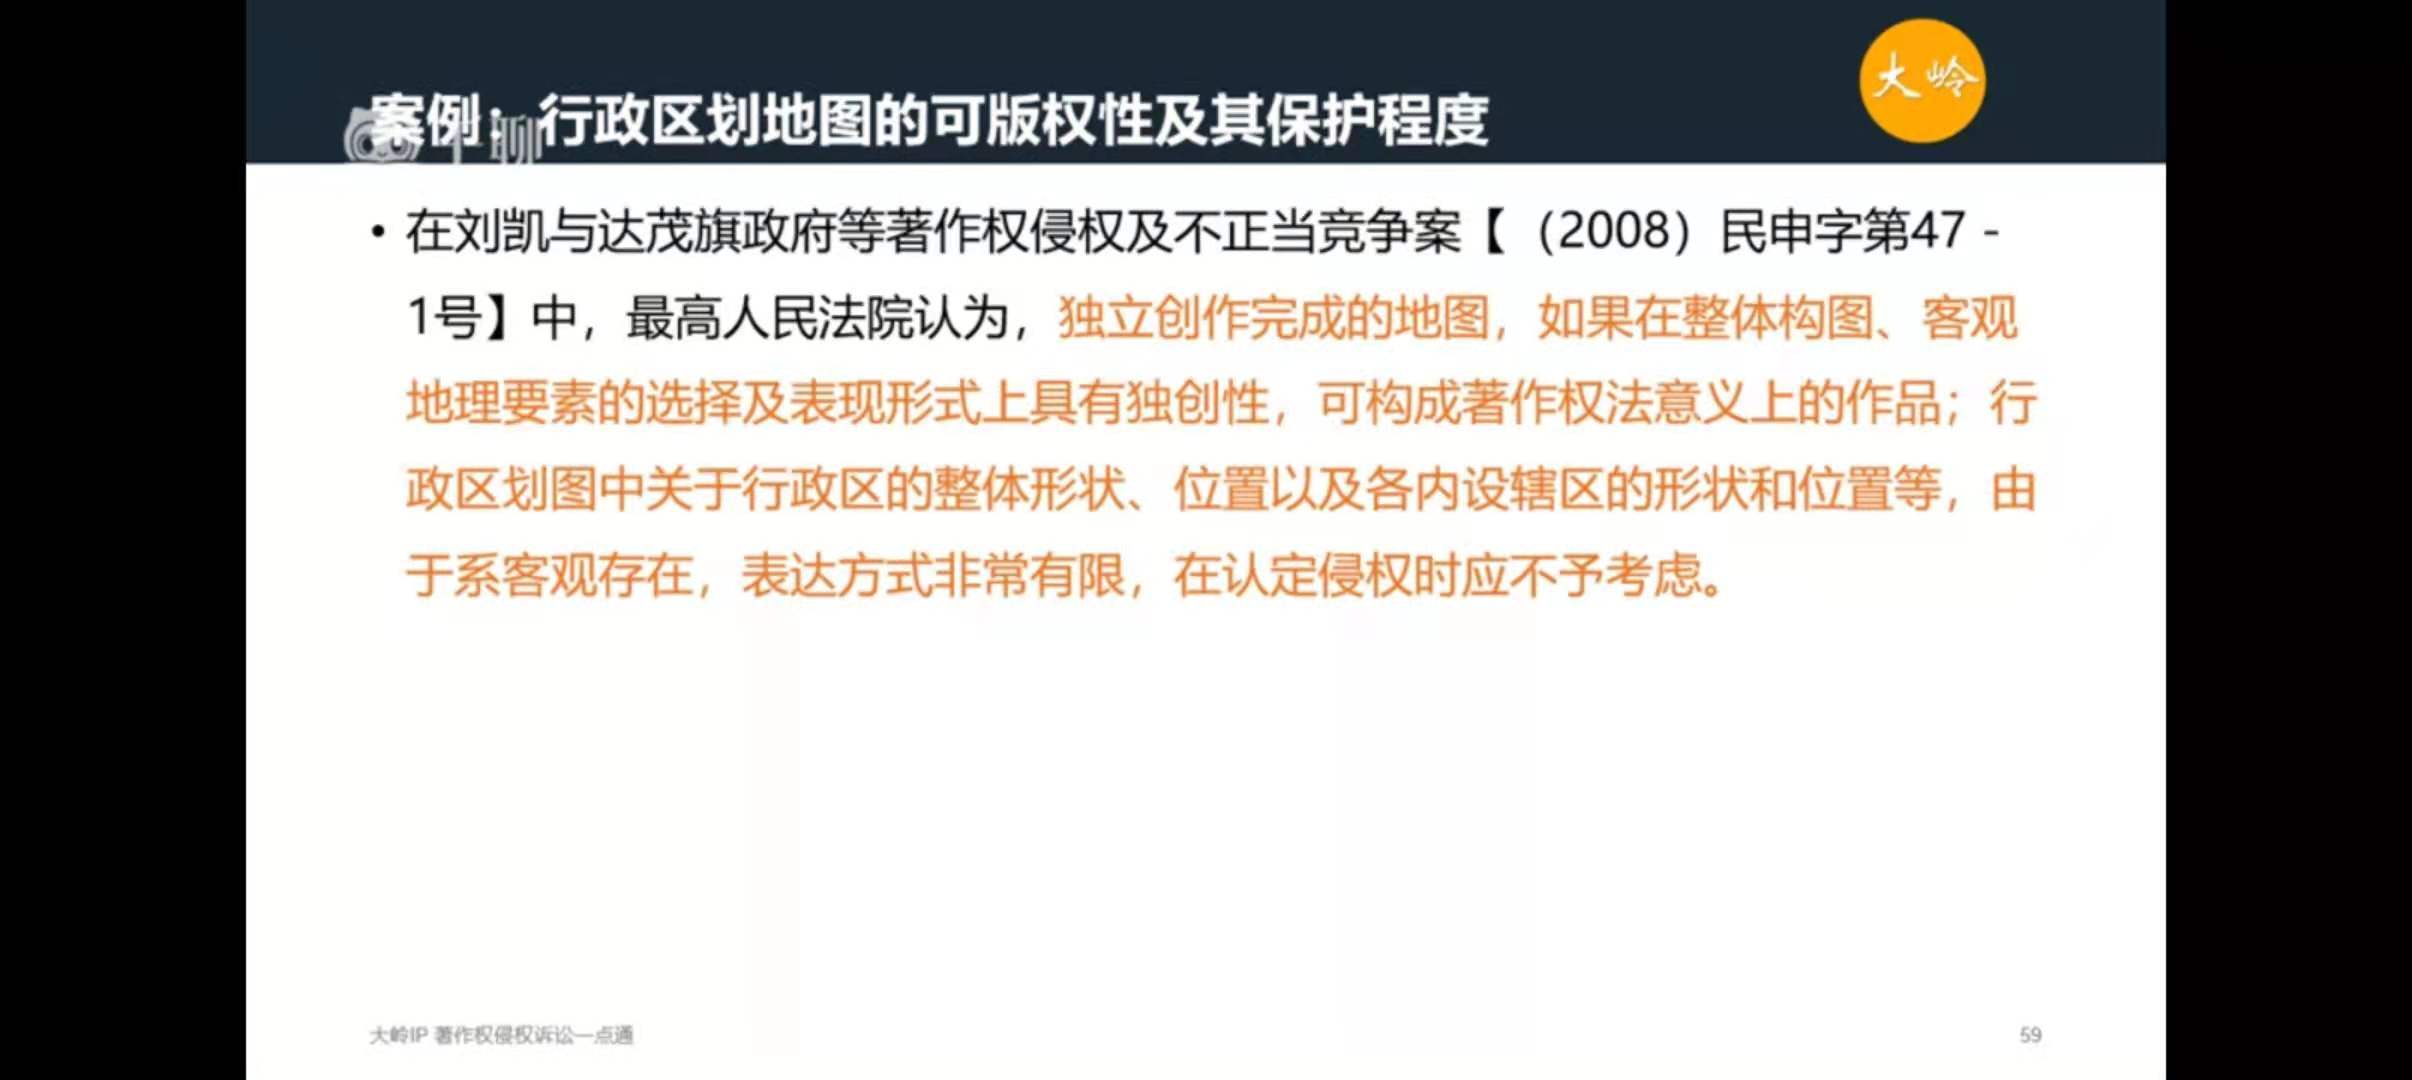 大岭
案例：行政区划地图的可版权性及其保护程度
千聊
• 在刘凯与达茂旗政府等著作权侵权及不正当竞争案【（2008）民申字第47 -
1号】中，最高人民法院认为，独立创作完成的地图，如果在整体构图、客观
地理要素的选择及表现形式上具有独创性，可构成著作权法意义上的作品；行
政区划图中关于行政区的整体形状、位置以及各内设辖区的形状和位置等，由
于系客观存在，表达方式非常有限，在认定侵权时应不予考虑。
大岭IP 著作权侵权诉讼一点通
59